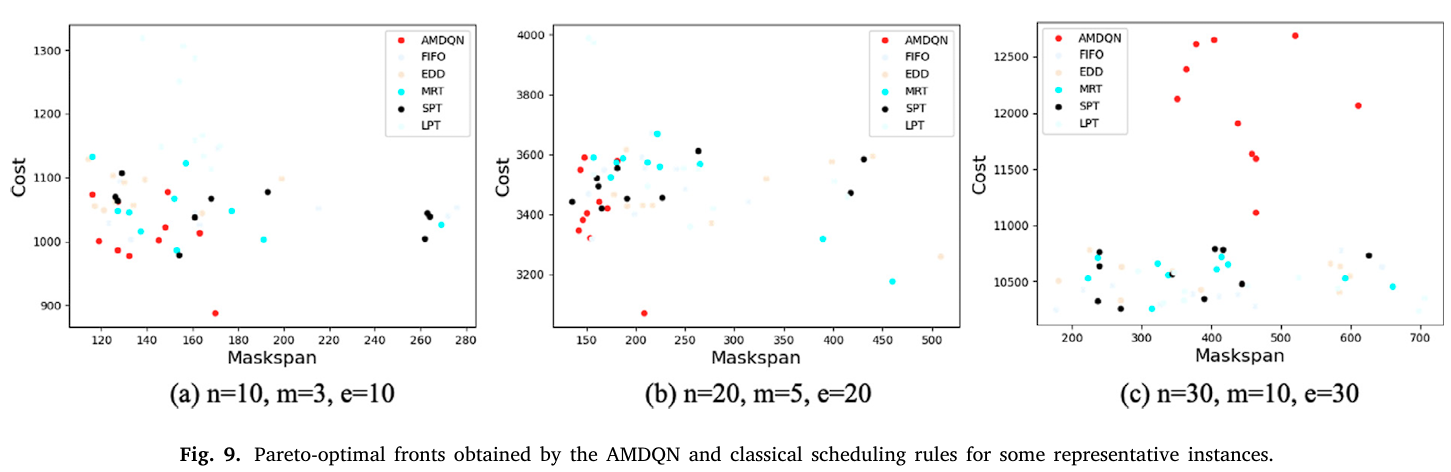 1300
1200
1100
1000
900
Cost
AMDQN
FIFO
EDD
MRT
SPT
LPT
120 140 160 180 200 220 240 260 280
Maskspan
(a) n=10, m=3, e=10
4000
3800
3600
3400
3200
Cost
AMDQN
FIFO
EDD
MRT
SPT
LPT
150 200 250 300 350 400 450 500
Maskspan
(b) n=20, m=5, e=20
12500
12000
11500
11000
10500
Cost
AMDQN
FIFO
EDD
MRT
SPT
LPT
200 300 400 500 600 700
Maskspan
(c) n=30, m=10, e=30
Fig. 9. Pareto-optimal fronts obtained by the AMDQN and classical scheduling rules for some representative instances.